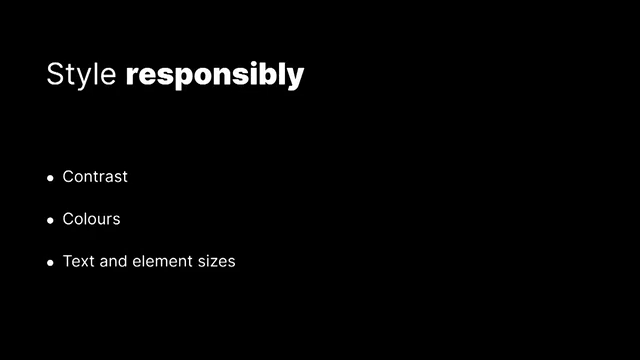 Style responsibly
• Contrast
• Colours
• Text and element sizes